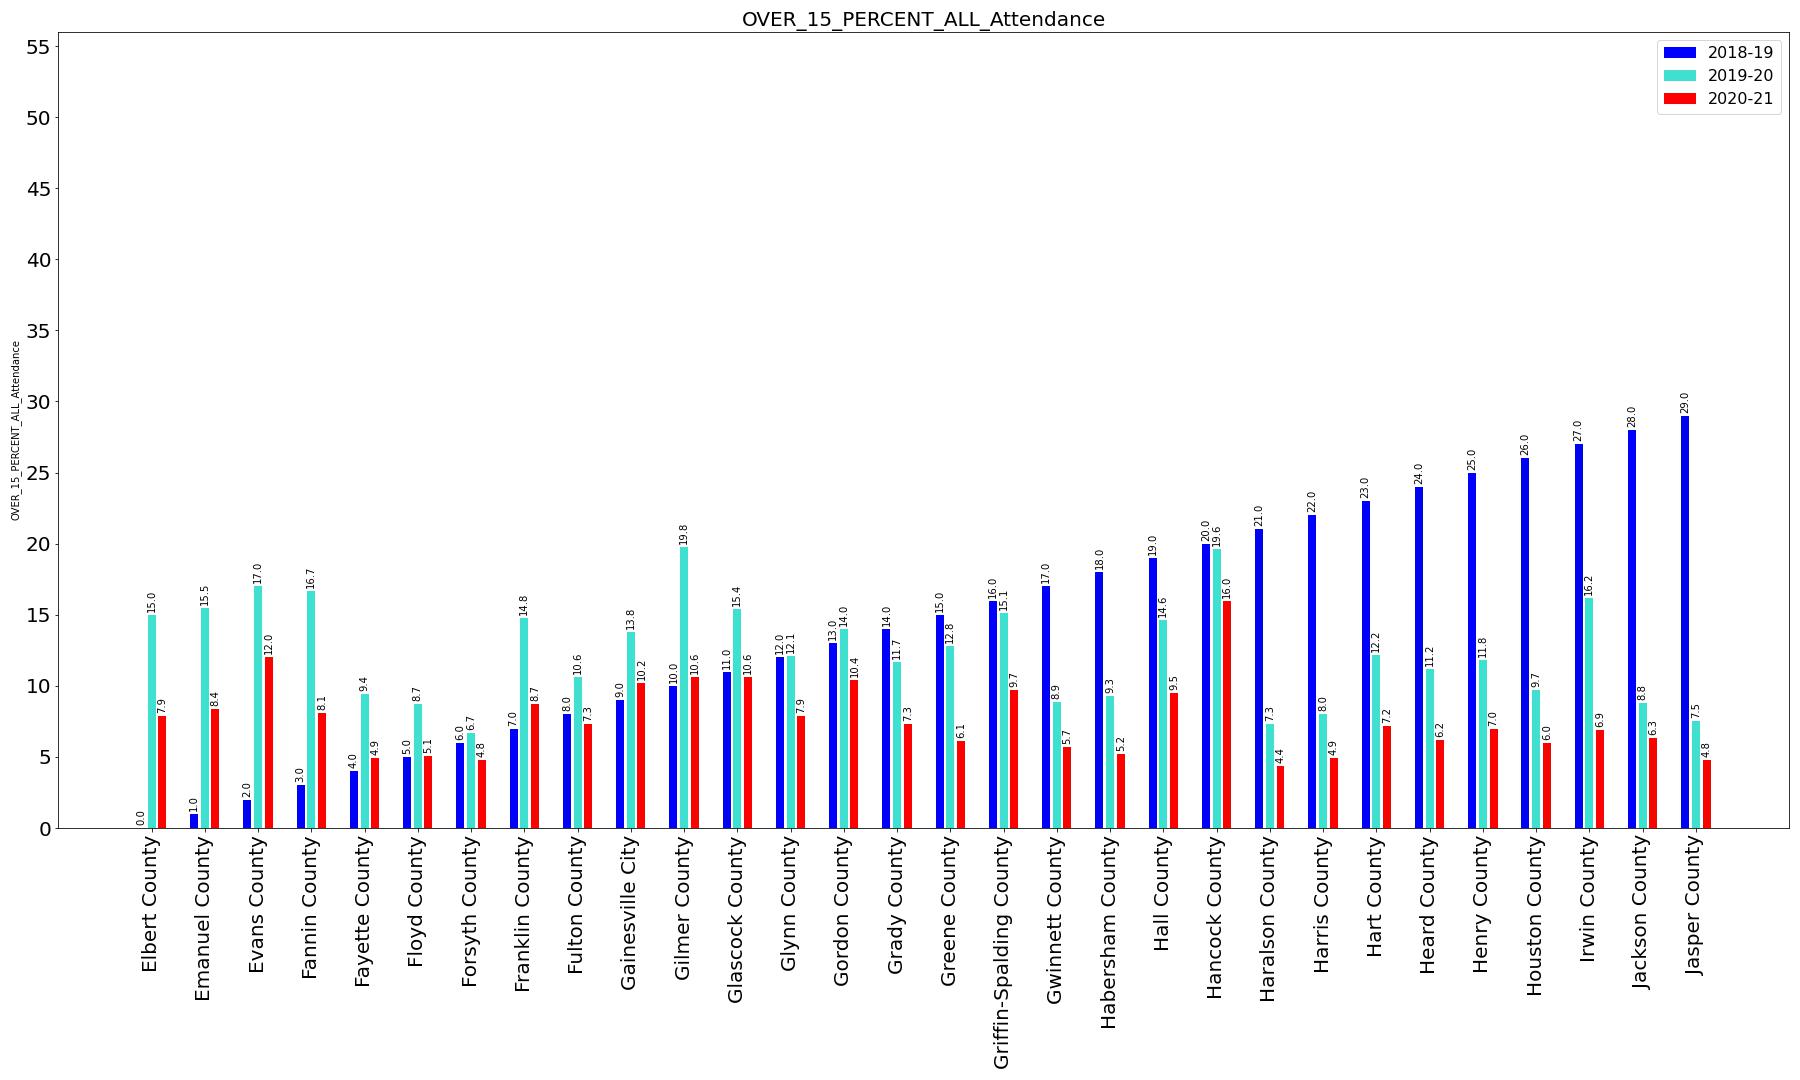 OVER_15_PERCENT_ALL_Attendance
2018-19
2019-20
2020-21
OVER_15_PERCENT_ALL_Attendance
55
50
45
40
35
30
25
20
15
10
5
0
0.0 15.0 7.9
1.0 15.5 8.4
2.0 17.0 12.0
3.0 16.7 8.1
4.0 9.4 4.9
5.0 8.7 5.1
6.0 6.7 4.8
7.0 14.8 8.7
8.0 10.6 7.3
9.0 13.8 10.2
10.0 19.8 10.6
11.0 15.4 10.6
12.0 12.1 7.9
13.0 14.0 10.4
14.0 11.7 7.3
15.0 12.8 6.1
16.0 15.1 9.7
17.0 8.9 5.7
18.0 9.3 5.2
19.0 14.6 9.5
20.0 19.6 16.0
21.0 7.3 4.4
22.0 8.0 4.9
23.0 12.2 7.2
24.0 11.2 6.2
25.0 11.8 7.0
26.0 9.7 6.0
27.0 16.2 6.9
28.0 8.8 6.3
29.0 7.5 4.8
Elbert County
Emanuel County
Evans County
Fannin County
Fayette County
Floyd County
Forsyth County
Franklin County
Fulton County
Gainesville City
Gilmer County
Glascock County
Glynn County
Gordon County
Grady County
Greene County
Griffin-Spalding County
Gwinnett County
Habersham County
Hall County
Hancock County
Haralson County
Harris County
Hart County
Heard County
Henry County
Houston County
Irwin County
Jackson County
Jasper County